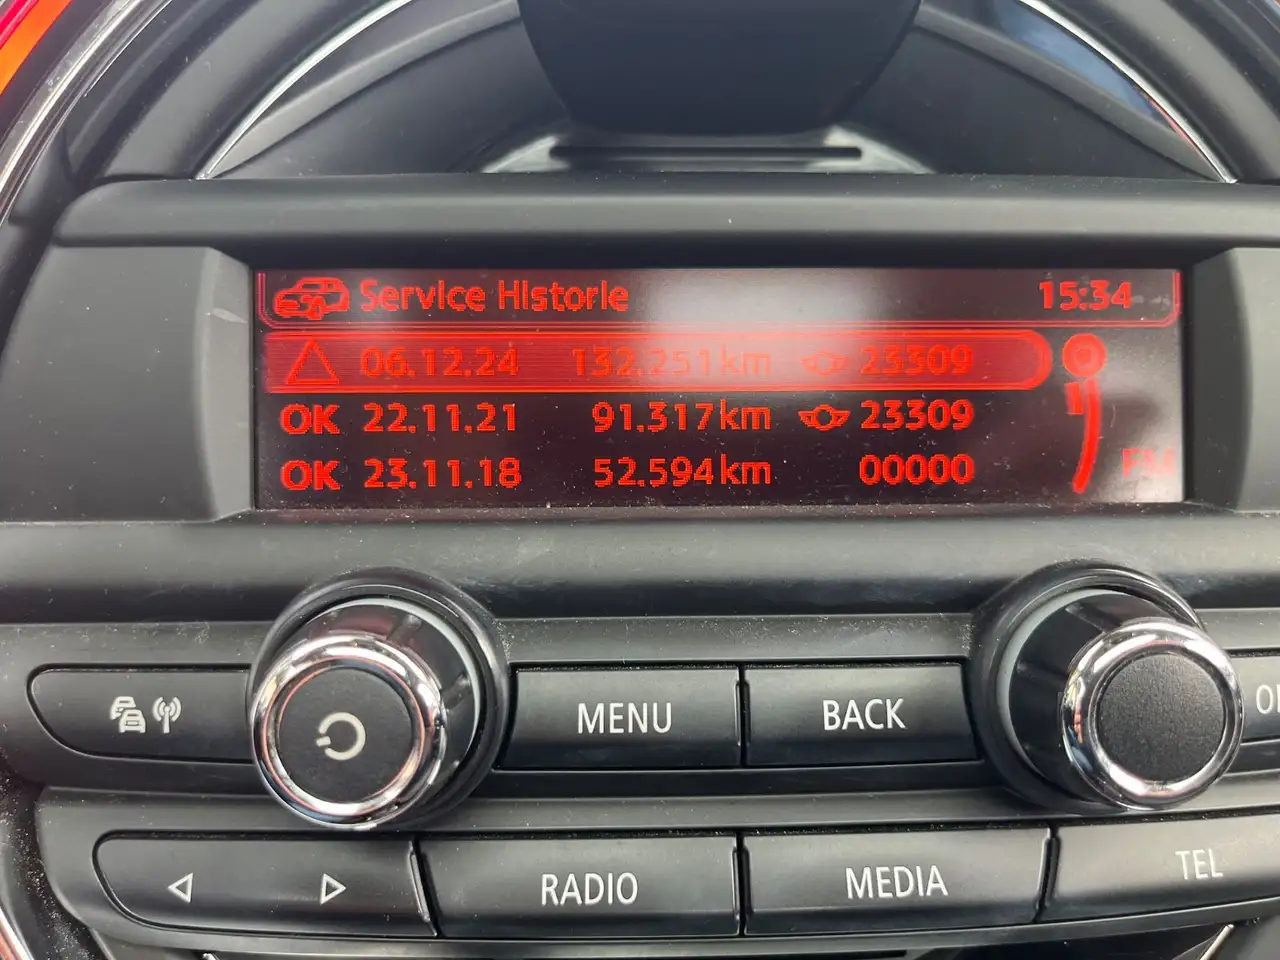 Service Historie 15:34
06.12.24 132.251km 23309
OK 22.11.21 91.317km 23309
OK 23.11.18 52.594km 00000
FM
MENU BACK
RADIO MEDIA TEL